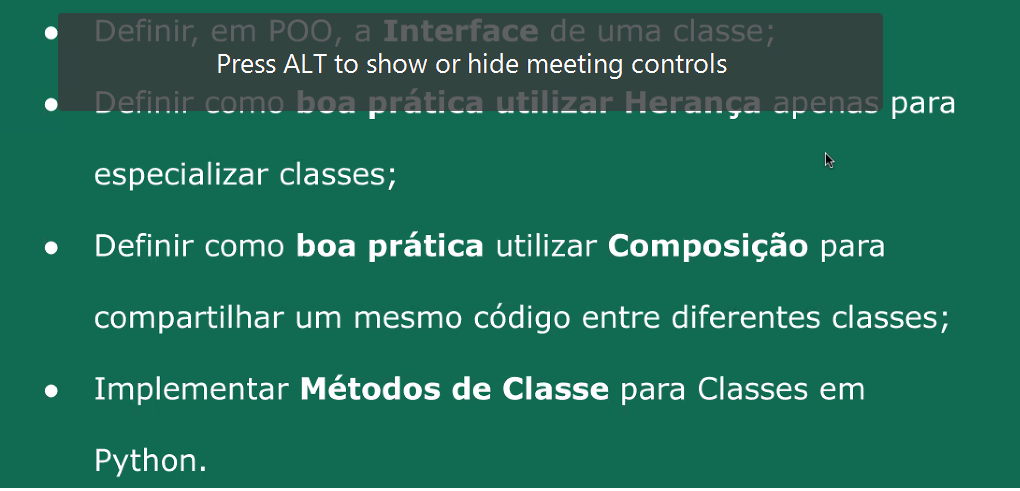 ● Definir, em POO, a Interface de uma classe;
Press ALT to show or hide meeting controls
● Definir como boa prática utilizar Herança apenas para
especializar classes;
● Definir como boa prática utilizar Composição para
compartilhar um mesmo código entre diferentes classes;
● Implementar Métodos de Classe para Classes em
Python.